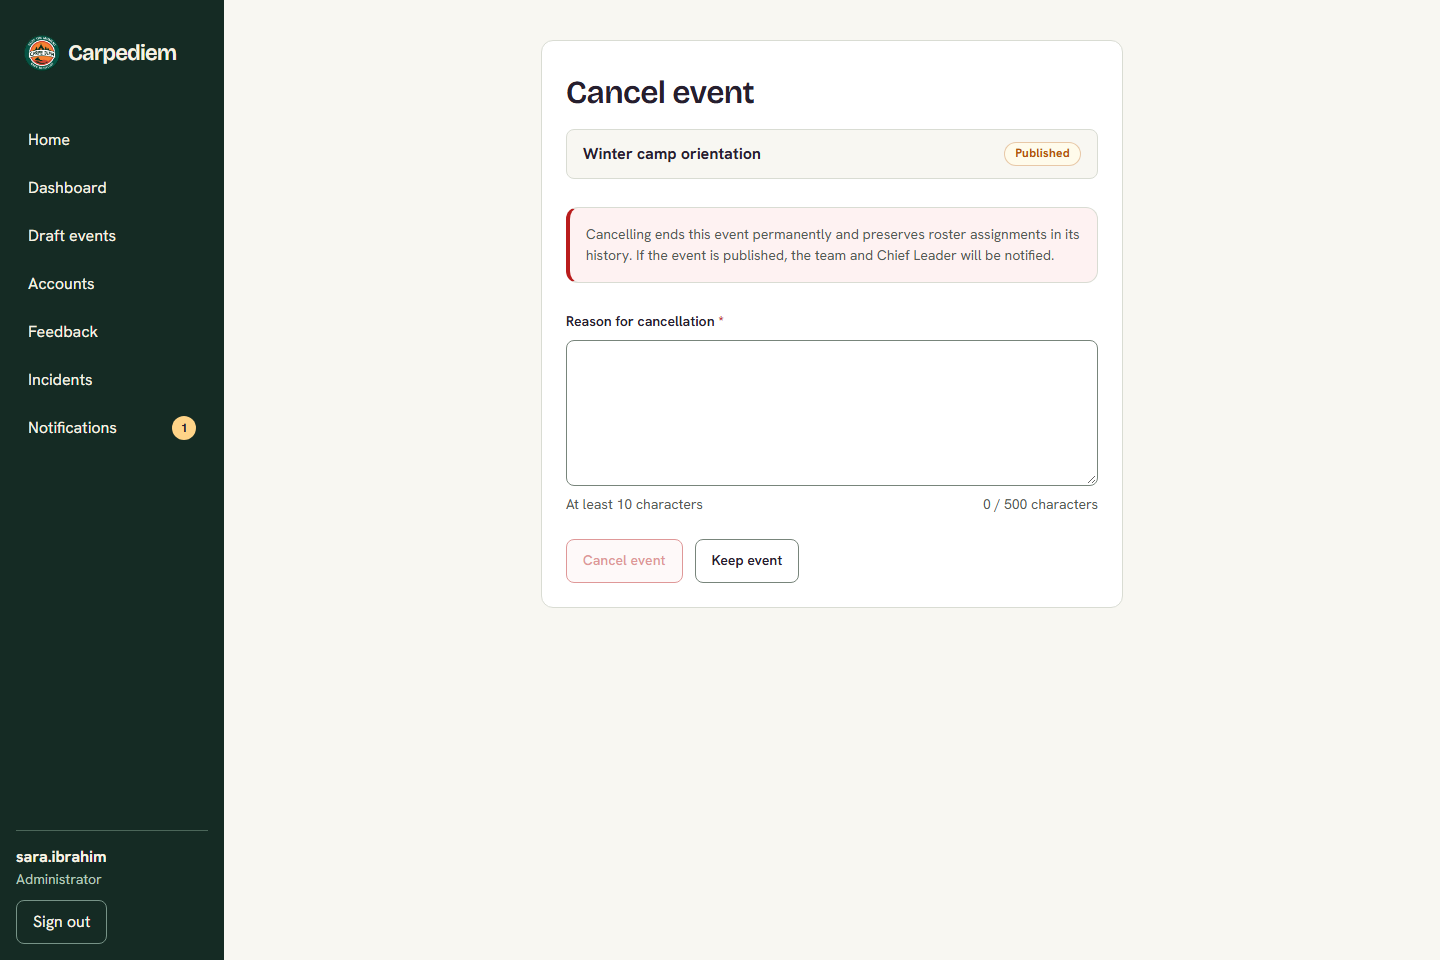 Carpediem
Home
Dashboard
Draft events
Accounts
Feedback
Incidents
Notifications 1
sara.ibrahim
Administrator
Sign out
Cancel event
Winter camp orientation Published
Cancelling ends this event permanently and preserves roster assignments in its
history. If the event is published, the team and Chief Leader will be notified.
Reason for cancellation *
At least 10 characters 0 / 500 characters
Cancel event Keep event